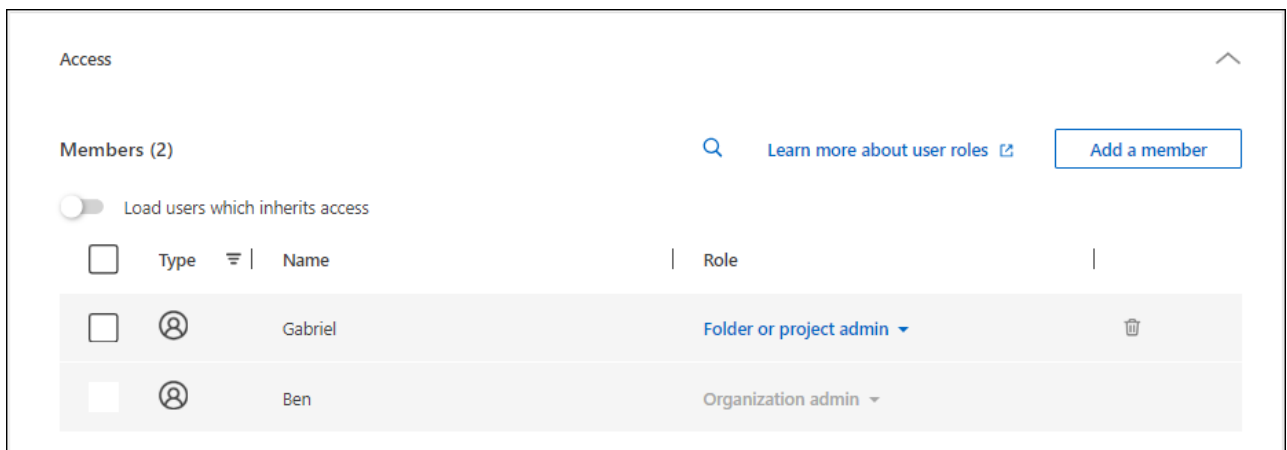 Access
Members (2) Learn more about user roles Add a member
Load users which inherits access
Type Name Role
Gabriel Folder or project admin
Ben Organization admin